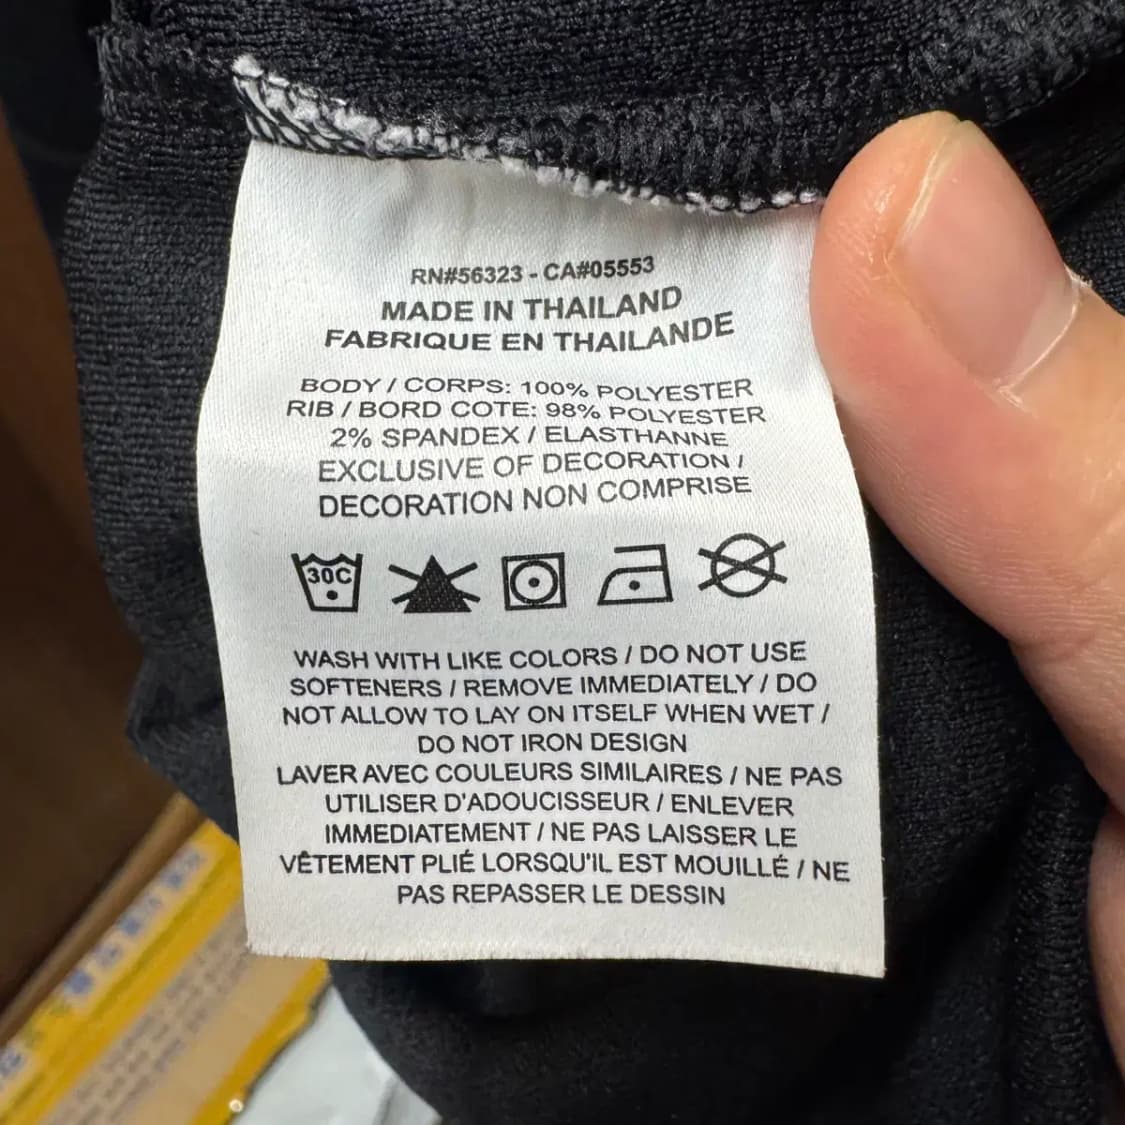 RN#56323 - CA#05553
MADE IN THAILAND
FABRIQUE EN THAILANDE
BODY / CORPS: 100% POLYESTER
RIB / BORD COTE: 98% POLYESTER
2% SPANDEX / ELASTHANNE
EXCLUSIVE OF DECORATION /
DECORATION NON COMPRISE
30C
WASH WITH LIKE COLORS / DO NOT USE
SOFTENERS / REMOVE IMMEDIATELY / DO
NOT ALLOW TO LAY ON ITSELF WHEN WET /
DO NOT IRON DESIGN
LAVER AVEC COULEURS SIMILAIRES / NE PAS
UTILISER D'ADOUCISSEUR / ENLEVER
IMMEDIATEMENT / NE PAS LAISSER LE
VÊTEMENT PLIÉ LORSQU'IL EST MOUILLÉ / NE
PAS REPASSER LE DESSIN